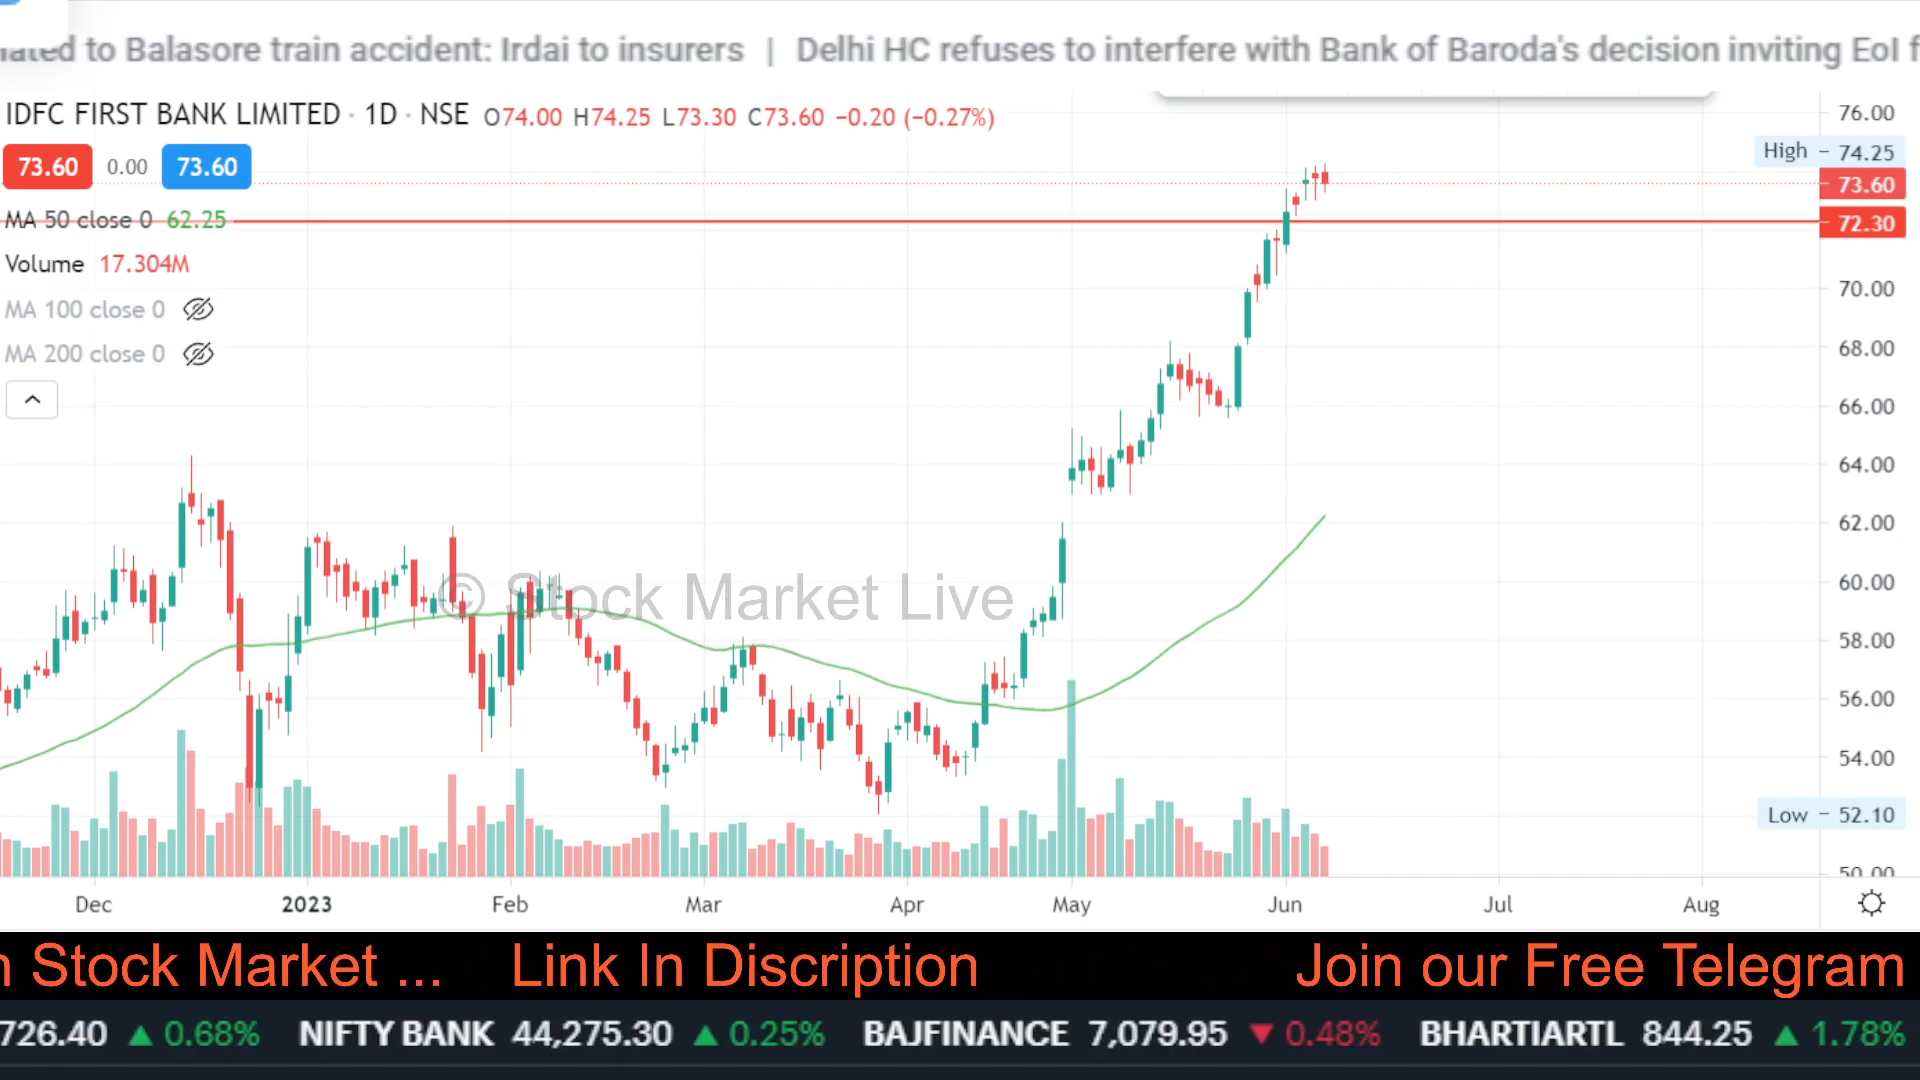 to Balasore train accident: Irdai to insurers | Delhi HC refuses to interfere with Bank of Baroda's decision inviting EoI f
IDFC FIRST BANK LIMITED · 1D · NSE O74.00 H74.25 L73.30 C73.60 −0.20 (−0.27%)
73.60 0.00 73.60
MA 50 close 0 62.25
Volume 17.304M
MA 100 close 0
MA 200 close 0
76.00
High 74.25
73.60
72.30
70.00
68.00
66.00
64.00
62.00
60.00
58.00
56.00
54.00
Low 52.10
50.00
© Stock Market Live
Dec 2023 Feb Mar Apr May Jun Jul Aug
n Stock Market ... Link In Discription Join our Free Telegram
726.40 ▲ 0.68% NIFTY BANK 44,275.30 ▲ 0.25% BAJFINANCE 7,079.95 ▼ 0.48% BHARTIARTL 844.25 ▲ 1.78%